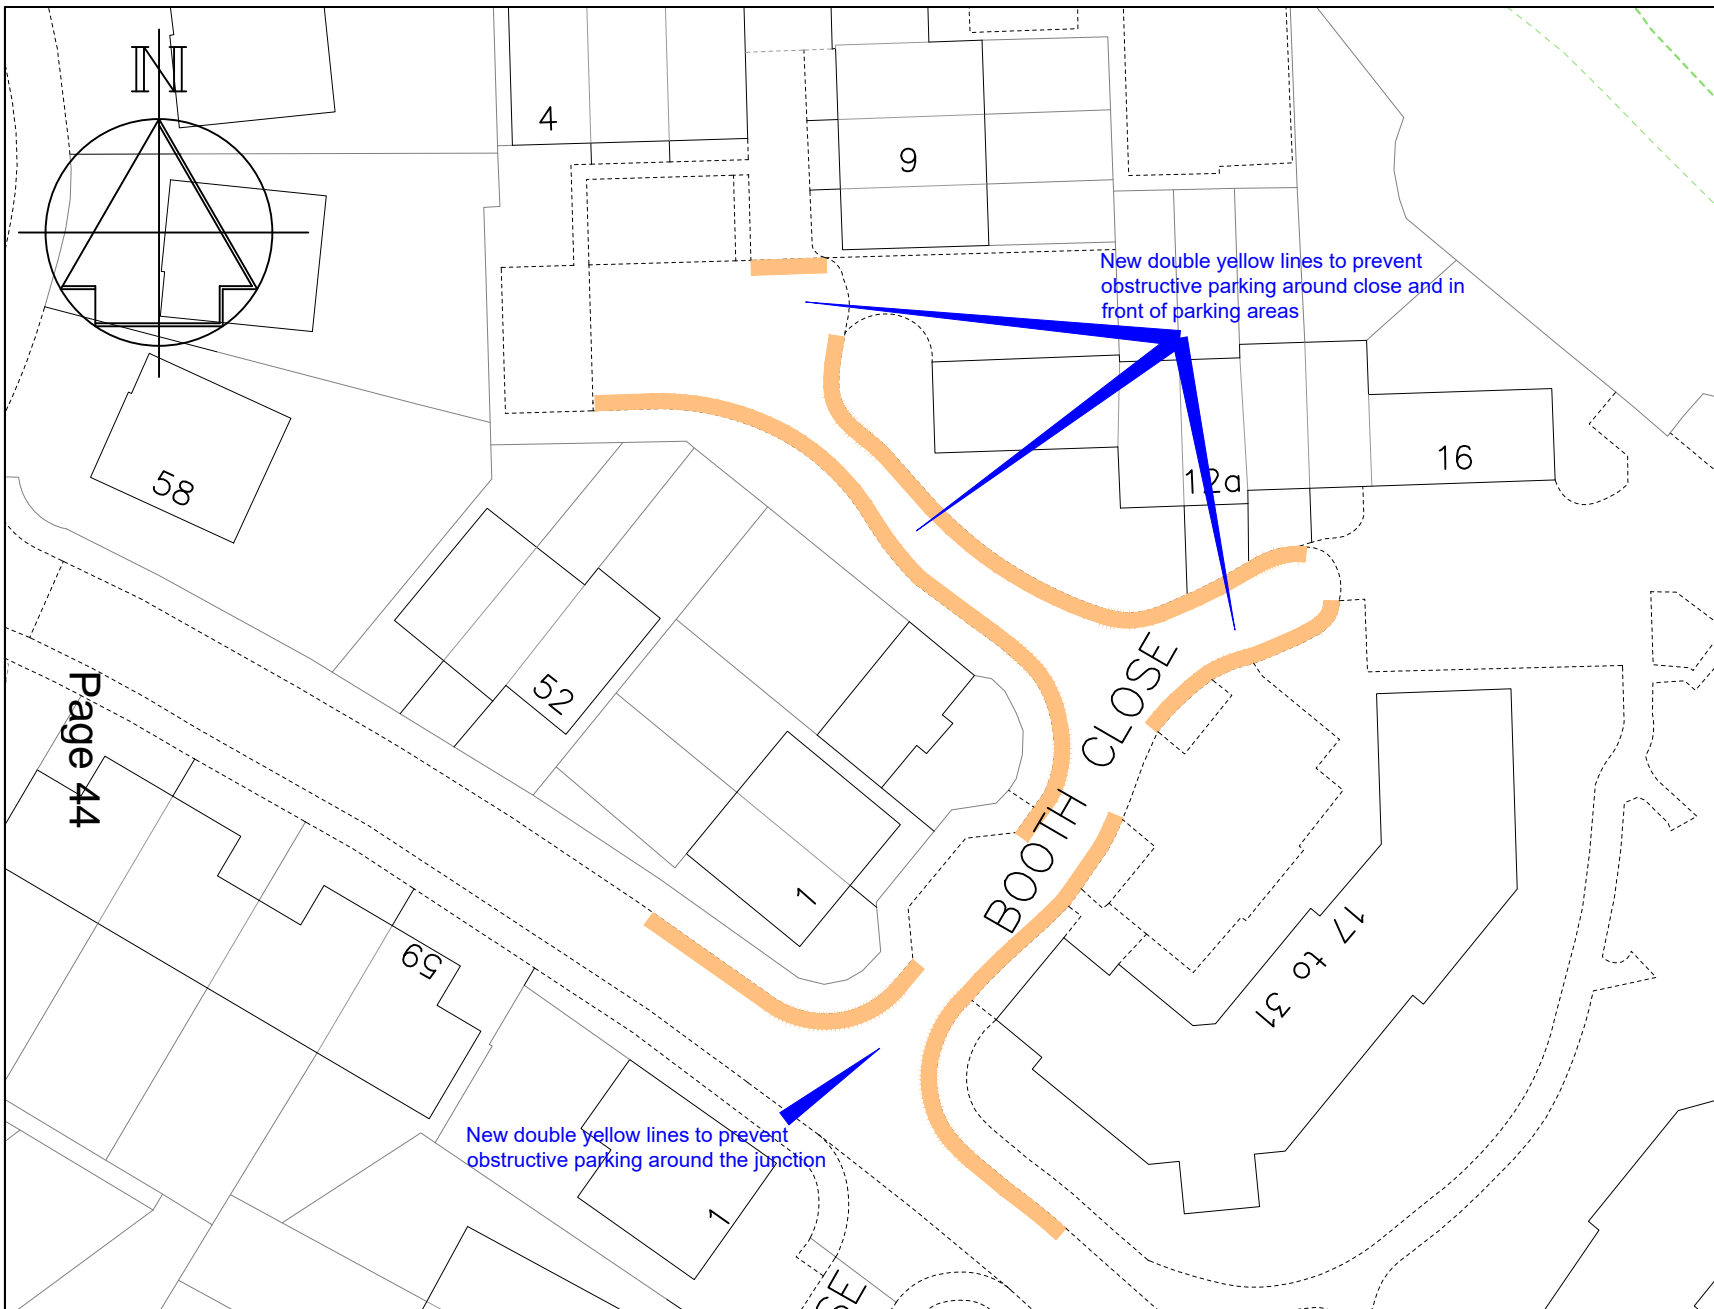 N
4
9
New double yellow lines to prevent
obstructive parking around close and in
front of parking areas
58
12a
16
52
BOOTH CLOSE
Page 44
1
59
17 to 31
New double yellow lines to prevent
obstructive parking around the junction
1
SE